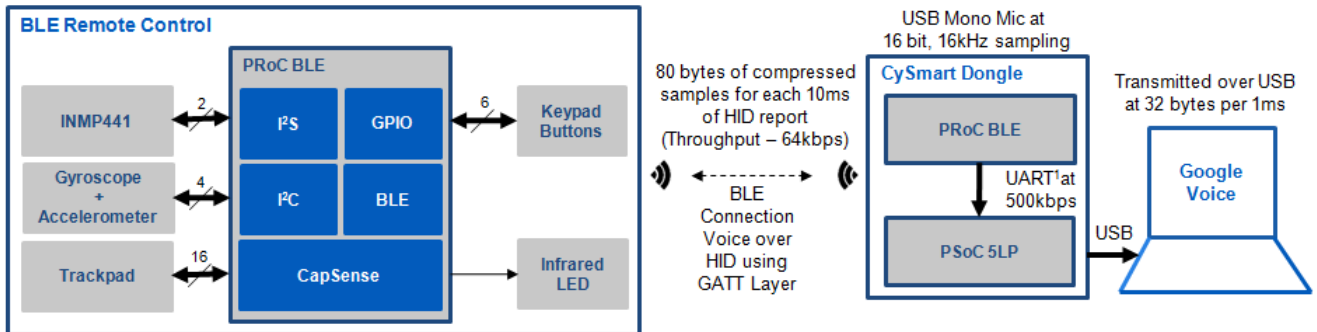 BLE Remote Control
PRoC BLE
INMP441
2
I²S
GPIO
6
Keypad
Buttons
Gyroscope
+
Accelerometer
4
I²C
BLE
Trackpad
16
CapSense
Infrared
LED
80 bytes of compressed
samples for each 10ms
of HID report
(Throughput – 64kbps)
BLE
Connection
Voice over
HID using
GATT Layer
USB Mono Mic at
16 bit, 16kHz sampling
CySmart Dongle
PRoC BLE
UART¹at
500kbps
PSoC 5LP
USB
Transmitted over USB
at 32 bytes per 1ms
Google
Voice